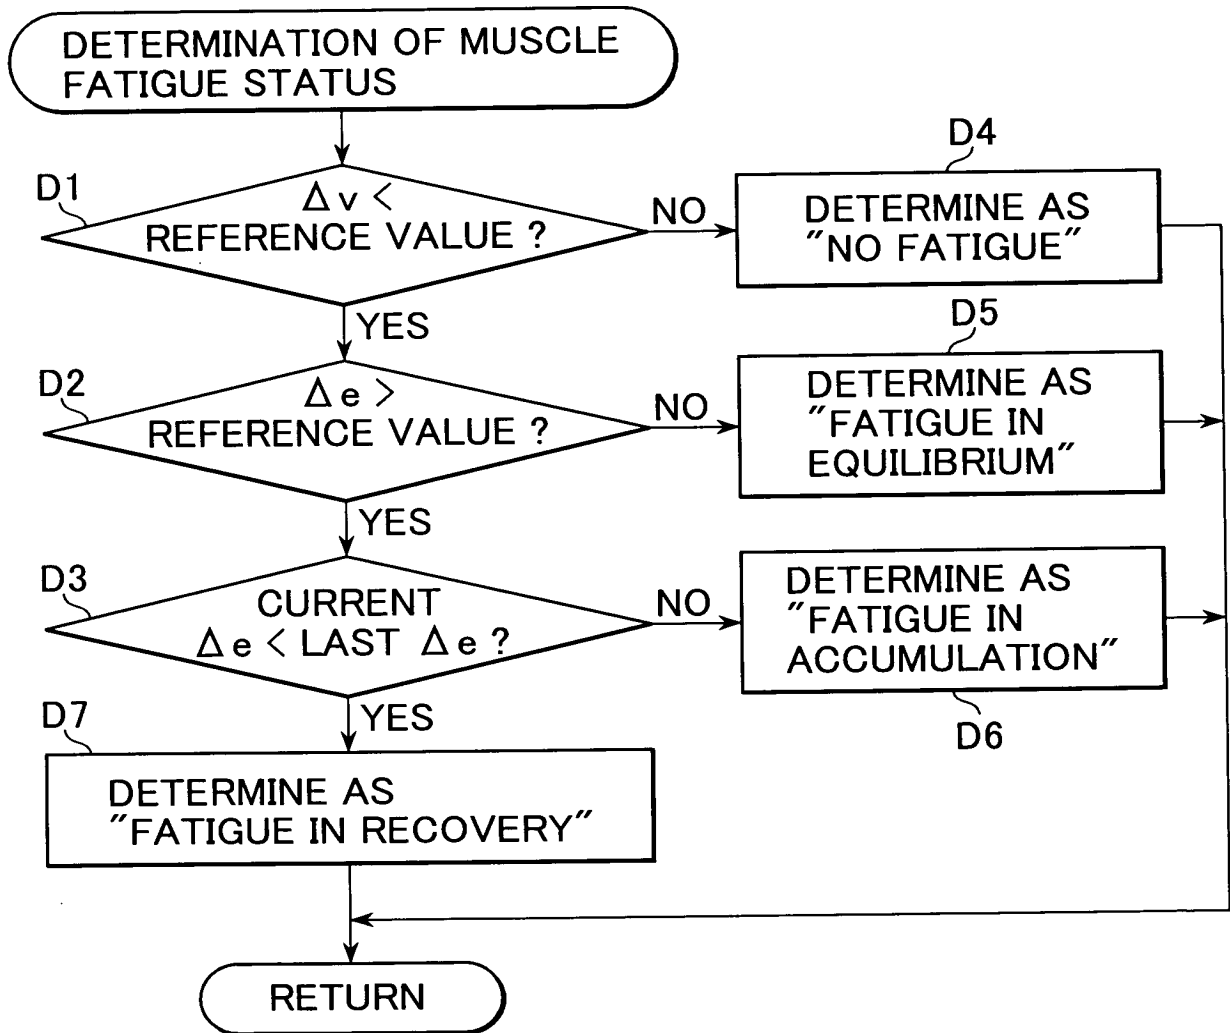 DETERMINATION OF MUSCLE
FATIGUE STATUS
D1
Δv <
REFERENCE VALUE ?
NO
D4
DETERMINE AS
"NO FATIGUE"
YES
D2
Δe >
REFERENCE VALUE ?
NO
D5
DETERMINE AS
"FATIGUE IN
EQUILIBRIUM"
YES
D3
CURRENT
Δe < LAST Δe ?
NO
DETERMINE AS
"FATIGUE IN
ACCUMULATION"
D6
YES
D7
DETERMINE AS
"FATIGUE IN RECOVERY"
RETURN